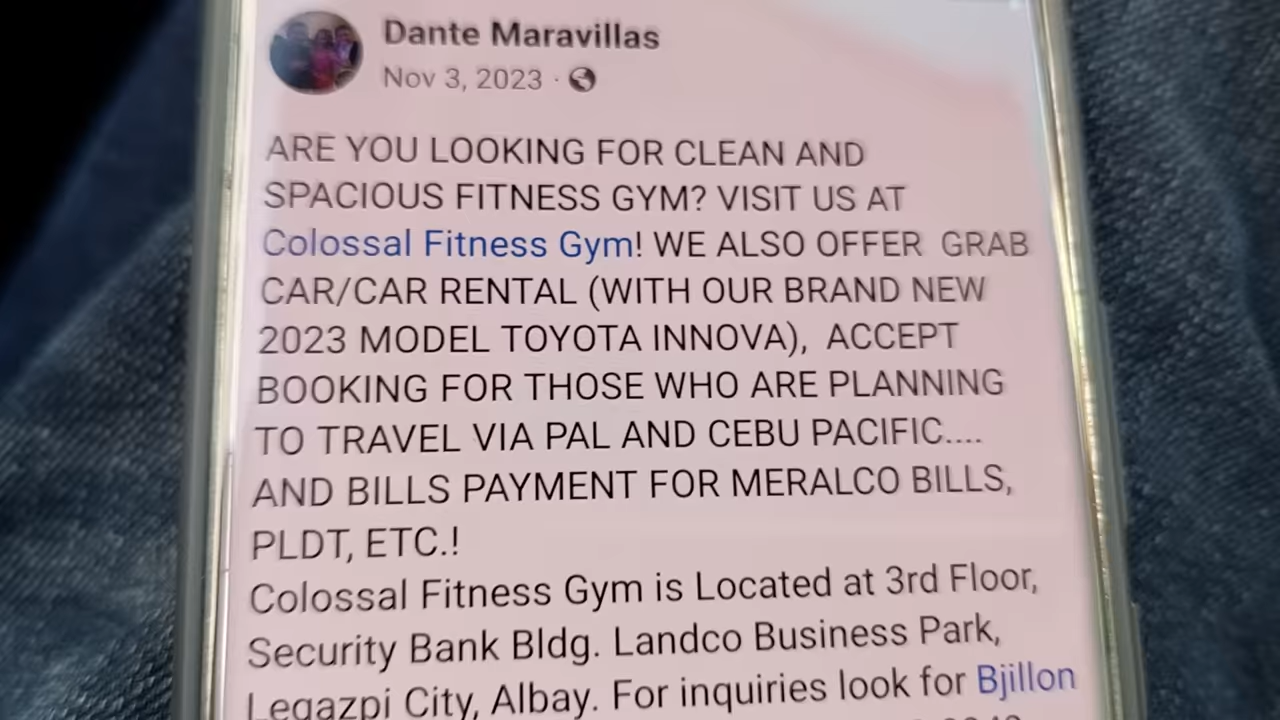 Dante Maravillas
Nov 3, 2023 ·
ARE YOU LOOKING FOR CLEAN AND
SPACIOUS FITNESS GYM? VISIT US AT
Colossal Fitness Gym! WE ALSO OFFER GRAB
CAR/CAR RENTAL (WITH OUR BRAND NEW
2023 MODEL TOYOTA INNOVA), ACCEPT
BOOKING FOR THOSE WHO ARE PLANNING
TO TRAVEL VIA PAL AND CEBU PACIFIC....
AND BILLS PAYMENT FOR MERALCO BILLS,
PLDT, ETC.!
Colossal Fitness Gym is Located at 3rd Floor,
Security Bank Bldg. Landco Business Park,
Legazpi City, Albay. For inquiries look for Bjillon